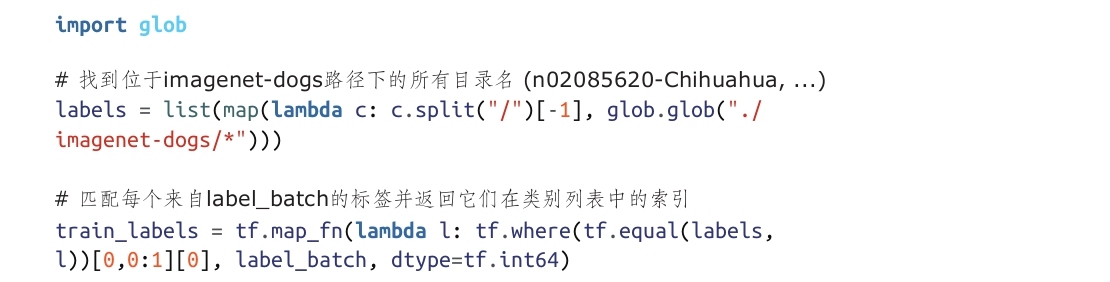 import glob
# 找到位于imagenet-dogs路径下的所有目录名 (n02085620-Chihuahua, ...)
labels = list(map(lambda c: c.split("/")[-1], glob.glob("./
imagenet-dogs/*")))
# 匹配每个来自label_batch的标签并返回它们在类别列表中的索引
train_labels = tf.map_fn(lambda l: tf.where(tf.equal(labels,
l))[0,0:1][0], label_batch, dtype=tf.int64)